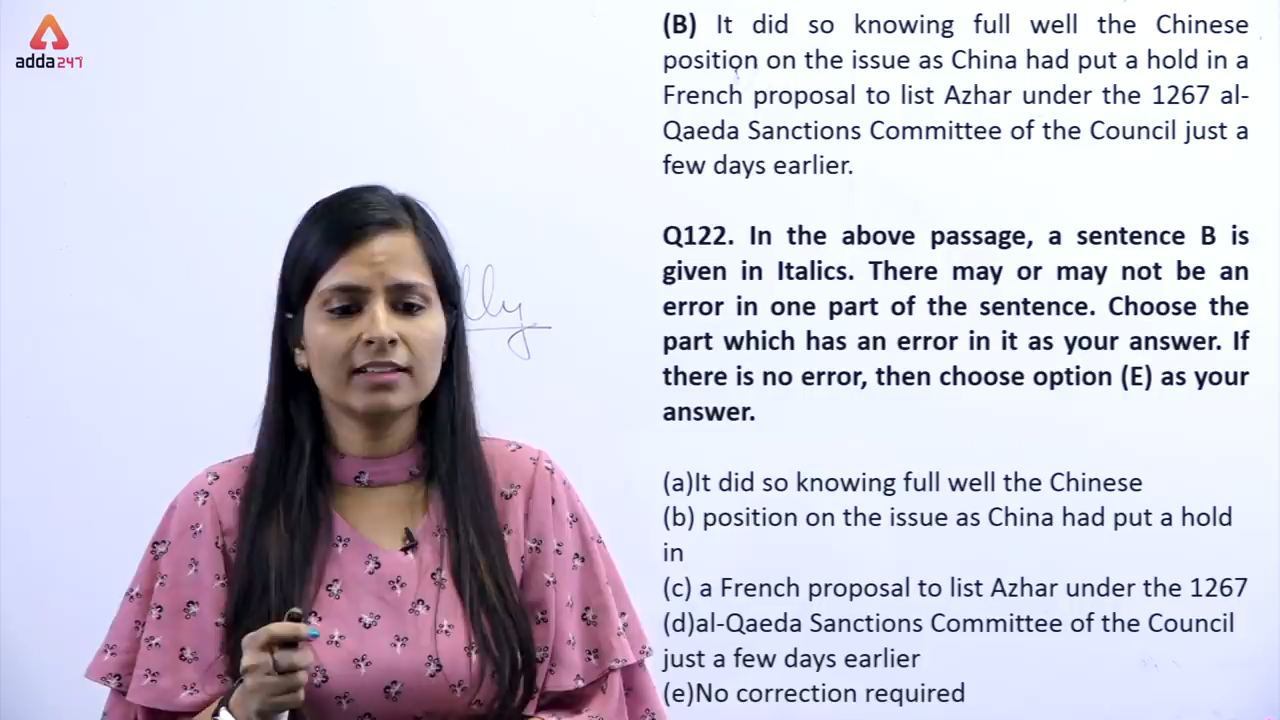 adda247
(B) It did so knowing full well the Chinese
position on the issue as China had put a hold in a
French proposal to list Azhar under the 1267 al-
Qaeda Sanctions Committee of the Council just a
few days earlier.
Q122. In the above passage, a sentence B is
given in Italics. There may or may not be an
error in one part of the sentence. Choose the
part which has an error in it as your answer. If
there is no error, then choose option (E) as your
answer.
(a)It did so knowing full well the Chinese
(b) position on the issue as China had put a hold
in
(c) a French proposal to list Azhar under the 1267
(d)al-Qaeda Sanctions Committee of the Council
just a few days earlier
(e)No correction required